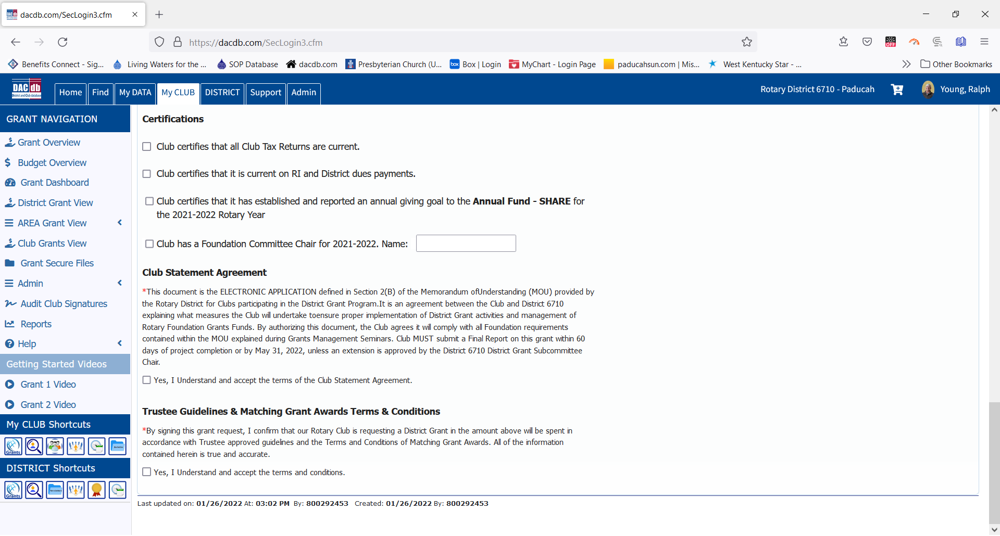 dacdb.com/SecLogin3.cfm
https://dacdb.com/SecLogin3.cfm
OFF
Benefits Connect - Sig...
Living Waters for the ...
SOP Database
dacdb.com
Presbyterian Church (U...
box
Box | Login
MyChart - Login Page
paducahsun.com | Mis...
West Kentucky Star - ...
Other Bookmarks
DAC db
District and Club database
Home
Find
My DATA
My CLUB
DISTRICT
Support
Admin
Rotary District 6710 - Paducah
Young, Ralph
GRANT NAVIGATION
Grant Overview
Budget Overview
Grant Dashboard
District Grant View
AREA Grant View
Club Grants View
Grant Secure Files
Admin
Audit Club Signatures
Reports
Help
Getting Started Videos
Grant 1 Video
Grant 2 Video
My CLUB Shortcuts
Grants
DISTRICT Shortcuts
Grants
Certifications
Club certifies that all Club Tax Returns are current.
Club certifies that it is current on RI and District dues payments.
Club certifies that it has established and reported an annual giving goal to the Annual Fund - SHARE for
the 2021-2022 Rotary Year
Club has a Foundation Committee Chair for 2021-2022. Name:
Club Statement Agreement
*This document is the ELECTRONIC APPLICATION defined in Section 2(B) of the Memorandum ofUnderstanding (MOU) provided by
the Rotary District for Clubs participating in the District Grant Program.It is an agreement between the Club and District 6710
explaining what measures the Club will undertake toensure proper implementation of District Grant activities and management of
Rotary Foundation Grants Funds. By authorizing this document, the Club agrees it will comply with all Foundation requirements
contained within the MOU explained during Grants Management Seminars. Club MUST submit a Final Report on this grant within 60
days of project completion or by May 31, 2022, unless an extension is approved by the District 6710 District Grant Subcommittee
Chair.
Yes, I Understand and accept the terms of the Club Statement Agreement.
Trustee Guidelines & Matching Grant Awards Terms & Conditions
*By signing this grant request, I confirm that our Rotary Club is requesting a District Grant in the amount above will be spent in
accordance with Trustee approved guidelines and the Terms and Conditions of Matching Grant Awards. All of the information
contained herein is true and accurate.
Yes, I Understand and accept the terms and conditions.
Last updated on: 01/26/2022 At: 03:02 PM By: 800292453 Created: 01/26/2022 By: 800292453